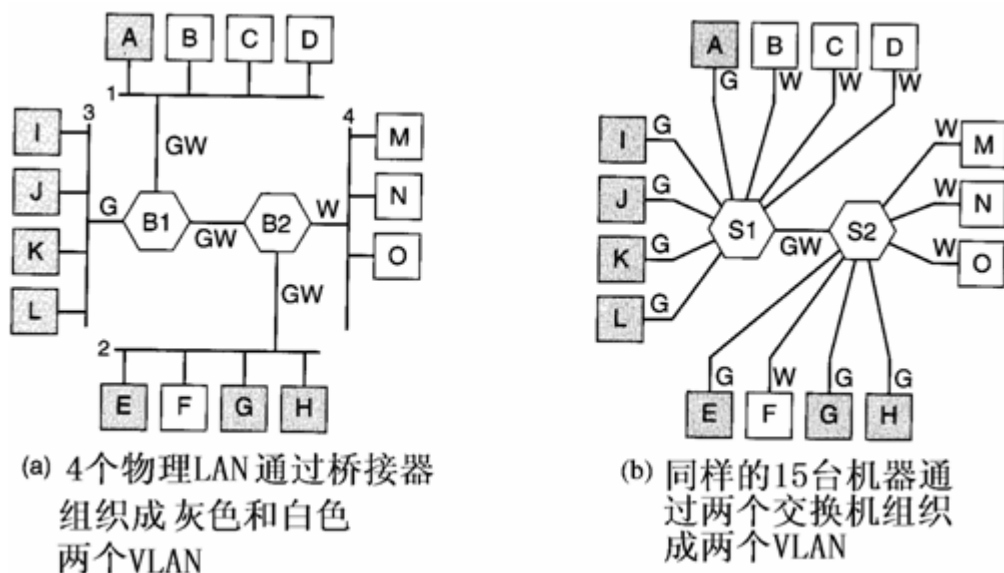 A B C D
1
3
4
I
GW
M
J
N
G B1 GW B2 W
K
O
L
GW
2
E F G H
(a) 4个物理LAN通过桥接器
组织成灰色和白色
两个VLAN
A B C D
G W W W
I G
W M
J G
W N
S1 GW S2
K G
W O
L G
G W G G
E F G H
(b) 同样的15台机器通
过两个交换机组织
成两个VLAN